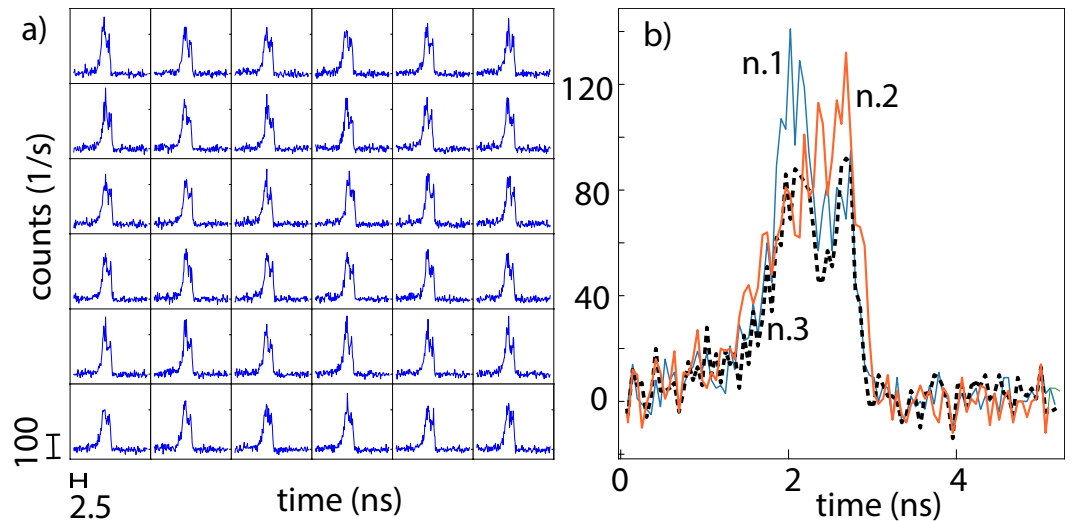 a)
counts (1/s)
100
2.5
time (ns)
b)
n.1
n.2
n.3
120
80
40
0
0
2
4
time (ns)